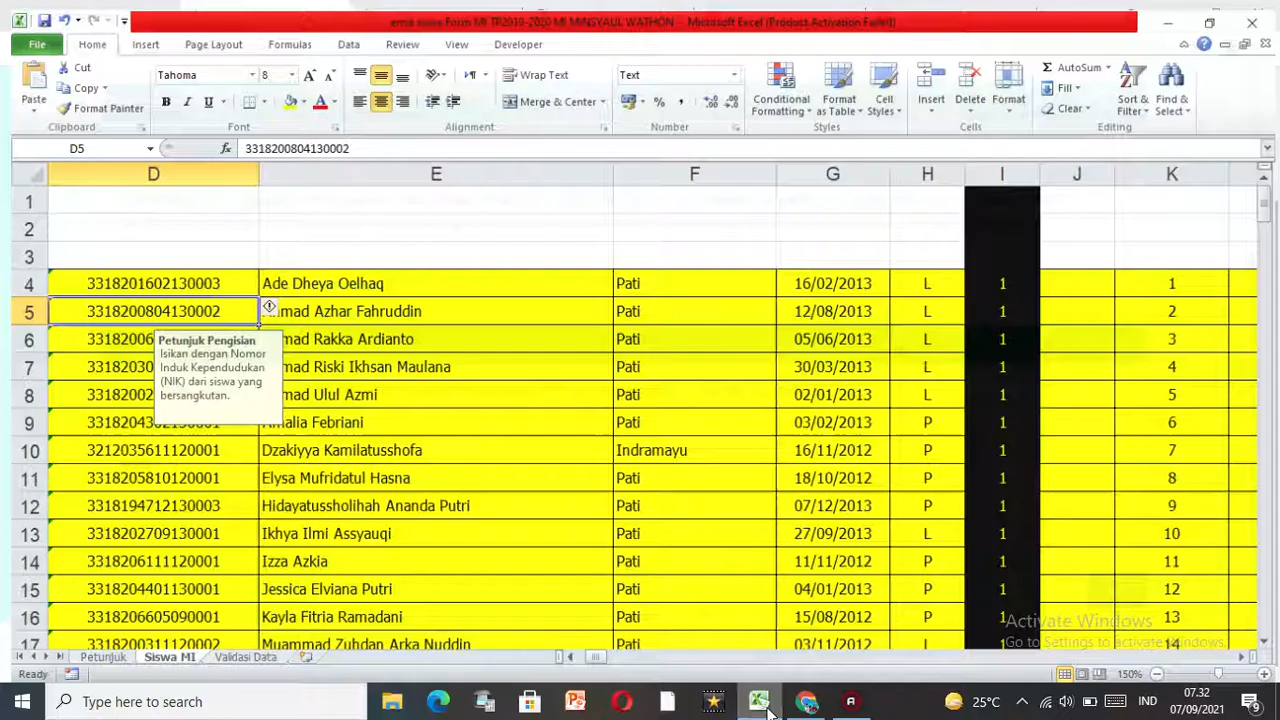 emis siswa Form MI TP2019-2020 MI MINSYAUL WATHON - Microsoft Excel (Product Activation Failed)
File Home Insert Page Layout Formulas Data Review View Developer
Cut Tahoma 8 Wrap Text Text AutoSum
Copy Fill
Paste Format Painter Merge & Center Conditional Formatting Format as Table Cell Styles Insert Delete Format Clear Sort & Filter Find & Select
Clipboard Font Alignment Number Styles Cells Editing
D5 fx 3318200804130002
D E F G H I J K
1
2
3
4 3318201602130003 Ade Dheya Oelhaq Pati 16/02/2013 L 1 1
5 3318200804130002 mad Azhar Fahruddin Pati 12/08/2013 L 1 2
6 33182006 mad Rakka Ardianto Pati 05/06/2013 L 1 3
7 33182030 mad Riski Ikhsan Maulana Pati 30/03/2013 L 1 4
8 33182002 mad Ulul Azmi Pati 02/01/2013 L 1 5
9 3318204302130001 Amalia Febriani Pati 03/02/2013 P 1 6
Petunjuk Pengisian
Isikan dengan Nomor
Induk Kependudukan
(NIK) dari siswa yang
bersangkutan.
10 3212035611120001 Dzakiyya Kamilatusshofa Indramayu 16/11/2012 P 1 7
11 3318205810120001 Elysa Mufridatul Hasna Pati 18/10/2012 P 1 8
12 3318194712130003 Hidayatussholihah Ananda Putri Pati 07/12/2013 P 1 9
13 3318202709130001 Ikhya Ilmi Assyauqi Pati 27/09/2013 L 1 10
14 3318206111120001 Izza Azkia Pati 11/11/2012 P 1 11
15 3318204401130001 Jessica Elviana Putri Pati 04/01/2013 P 1 12
16 3318206605090001 Kayla Fitria Ramadani Pati 15/08/2012 P 1 13
17 3318200311120002 Muammad Zuhdan Arka Nuddin Pati 03/11/2012 L 1 14
Activate Windows
Go to Settings to activate Windows.
Petunjuk Siswa MI Validasi Data
Ready 150%
Type here to search 25°C IND 07.32
07/09/2021 9